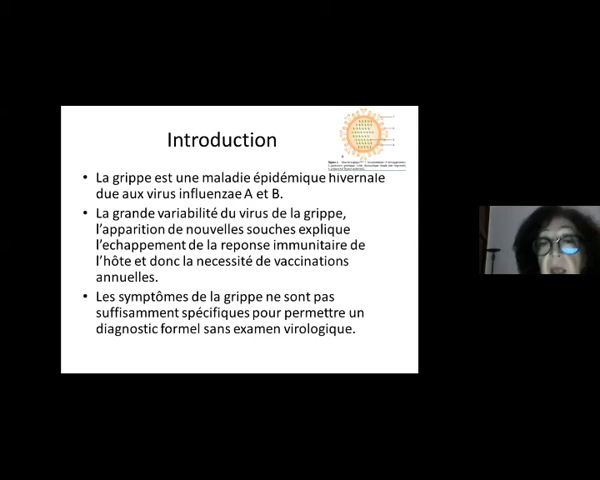 Introduction
• La grippe est une maladie épidémique hivernale
due aux virus influenzae A et B.
• La grande variabilité du virus de la grippe,
l'apparition de nouvelles souches explique
l'echappement de la reponse immunitaire de
l'hôte et donc la necessité de vaccinations
annuelles.
• Les symptômes de la grippe ne sont pas
suffisamment spécifiques pour permettre un
diagnostic formel sans examen virologique.